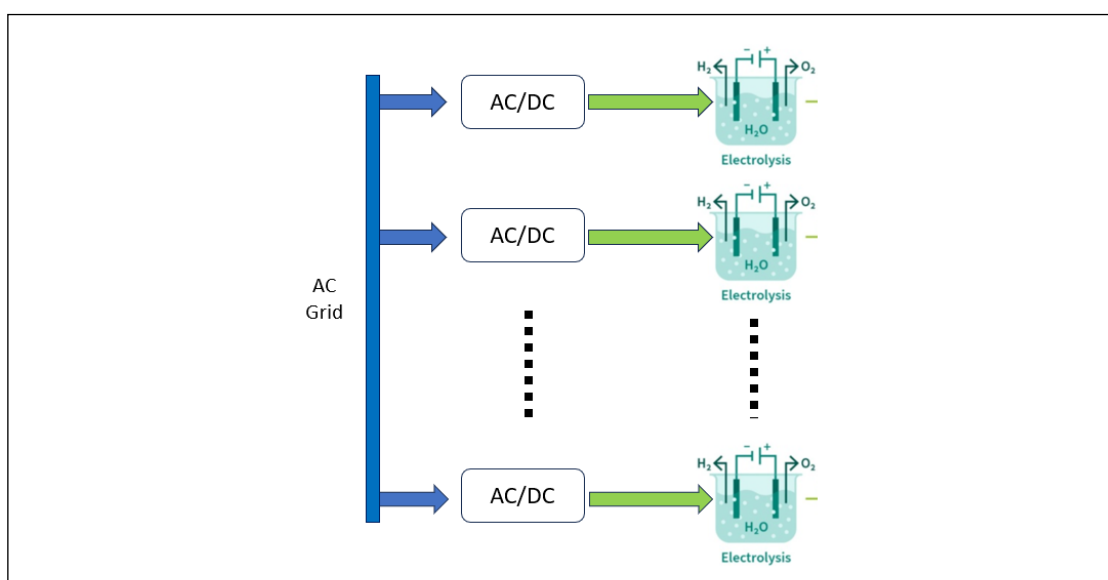 AC
Grid
AC/DC
− +
H₂ O₂
H₂O
Electrolysis
AC/DC
− +
H₂ O₂
H₂O
Electrolysis
AC/DC
− +
H₂ O₂
H₂O
Electrolysis